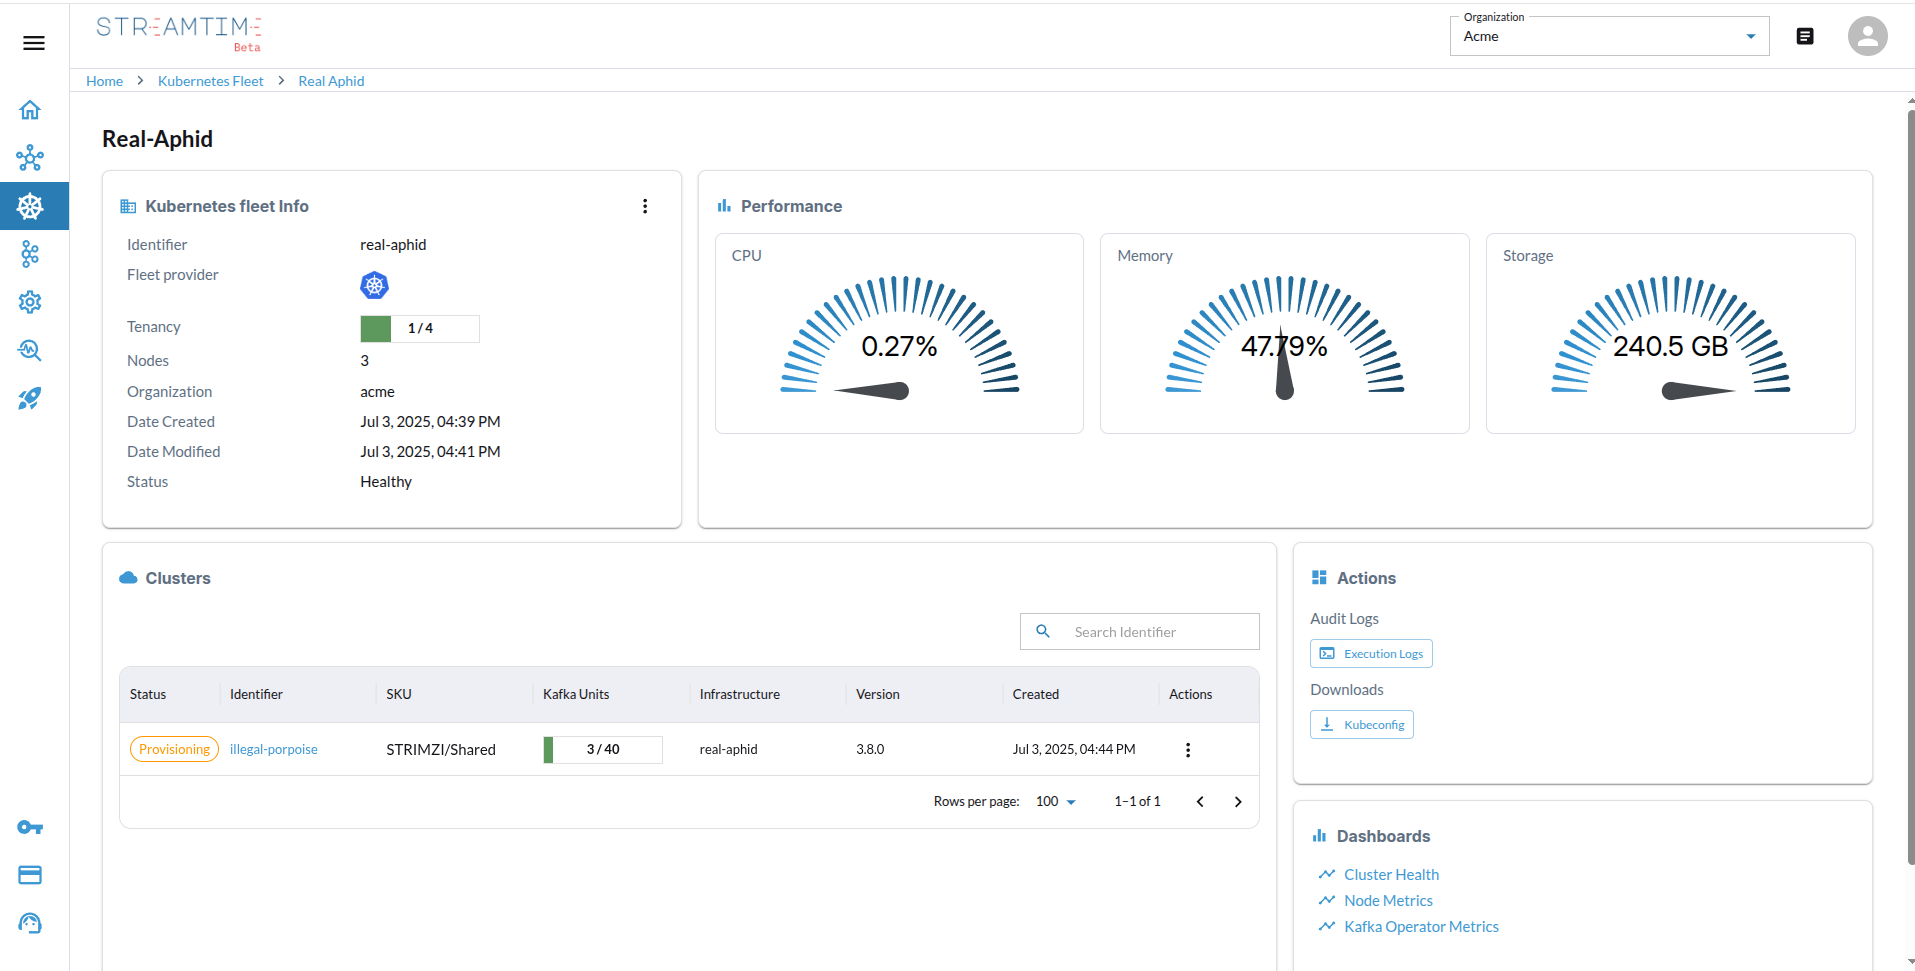 STREAMTIME
Beta
Organization
Acme
Home > Kubernetes Fleet > Real Aphid
Real-Aphid
Kubernetes fleet Info
Identifier real-aphid
Fleet provider
Tenancy 1 / 4
Nodes 3
Organization acme
Date Created Jul 3, 2025, 04:39 PM
Date Modified Jul 3, 2025, 04:41 PM
Status Healthy
Performance
CPU
0.27%
Memory
47.79%
Storage
240.5 GB
Clusters
Search Identifier
Status Identifier SKU Kafka Units Infrastructure Version Created Actions
Provisioning illegal-porpoise STRIMZI/Shared 3 / 40 real-aphid 3.8.0 Jul 3, 2025, 04:44 PM
Rows per page: 100 1–1 of 1
Actions
Audit Logs
Execution Logs
Downloads
Kubeconfig
Dashboards
Cluster Health
Node Metrics
Kafka Operator Metrics